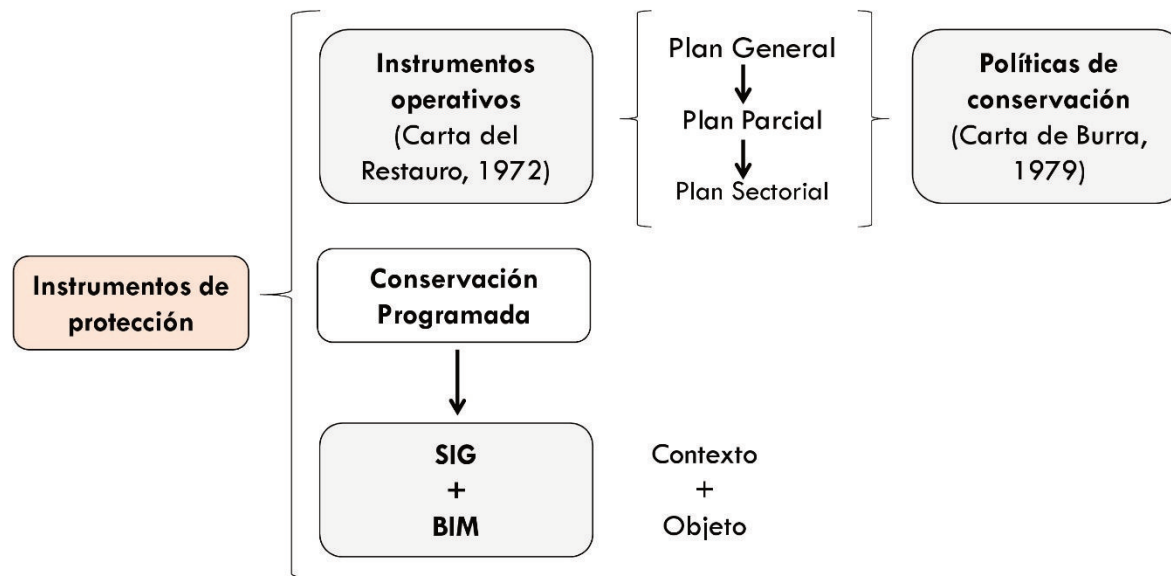 Instrumentos de
protección
Instrumentos
operativos
(Carta del
Restauro, 1972)
Plan General
Plan Parcial
Plan Sectorial
Políticas de
conservación
(Carta de Burra,
1979)
Conservación
Programada
SIG
+
BIM
Contexto
+
Objeto